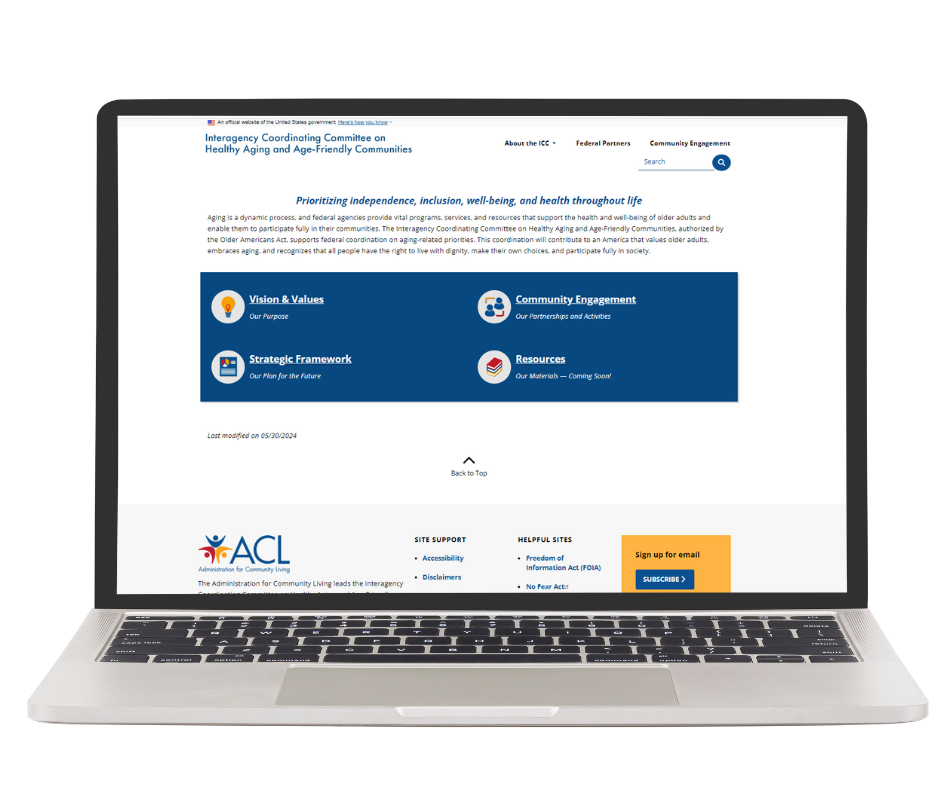 An official website of the United States government Here's how you know
Interagency Coordinating Committee on
Healthy Aging and Age-Friendly Communities
About the ICC
Federal Partners
Community Engagement
Search
Prioritizing independence, inclusion, well-being, and health throughout life
Aging is a dynamic process, and federal agencies provide vital programs, services, and resources that support the health and well-being of older adults and
enable them to participate fully in their communities. The Interagency Coordinating Committee on Healthy Aging and Age-Friendly Communities, authorized by
the Older Americans Act, supports federal coordination on aging-related priorities. This coordination will contribute to an America that values older adults,
embraces aging, and recognizes that all people have the right to live with dignity, make their own choices, and participate fully in society.
Vision & Values
Our Purpose
Community Engagement
Our Partnerships and Activities
Strategic Framework
Our Plan for the Future
Resources
Our Materials — Coming Soon!
Last modified on 05/30/2024
Back to Top
ACL
Administration for Community Living
The Administration for Community Living leads the Interagency
SITE SUPPORT
• Accessibility
• Disclaimers
HELPFUL SITES
• Freedom of
Information Act (FOIA)
• No Fear Act
Sign up for email
SUBSCRIBE